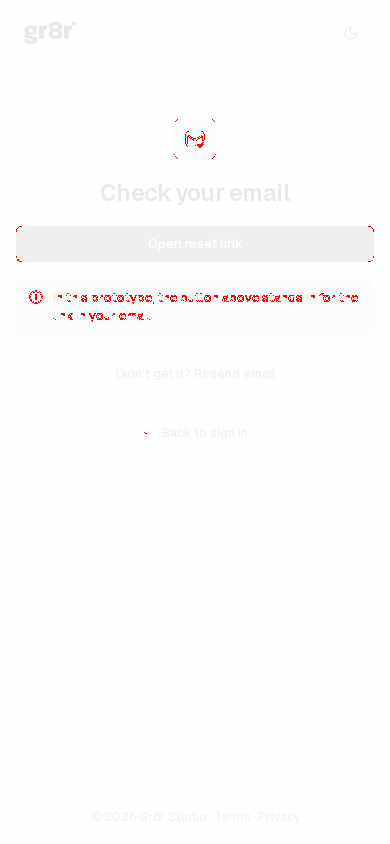 gr8r
Check your email
Open reset link
In this prototype, the button above stands in for the
link in your email.
Didn't get it? Resend email
Back to sign in
© 2026 Gr8r Studio · Terms · Privacy